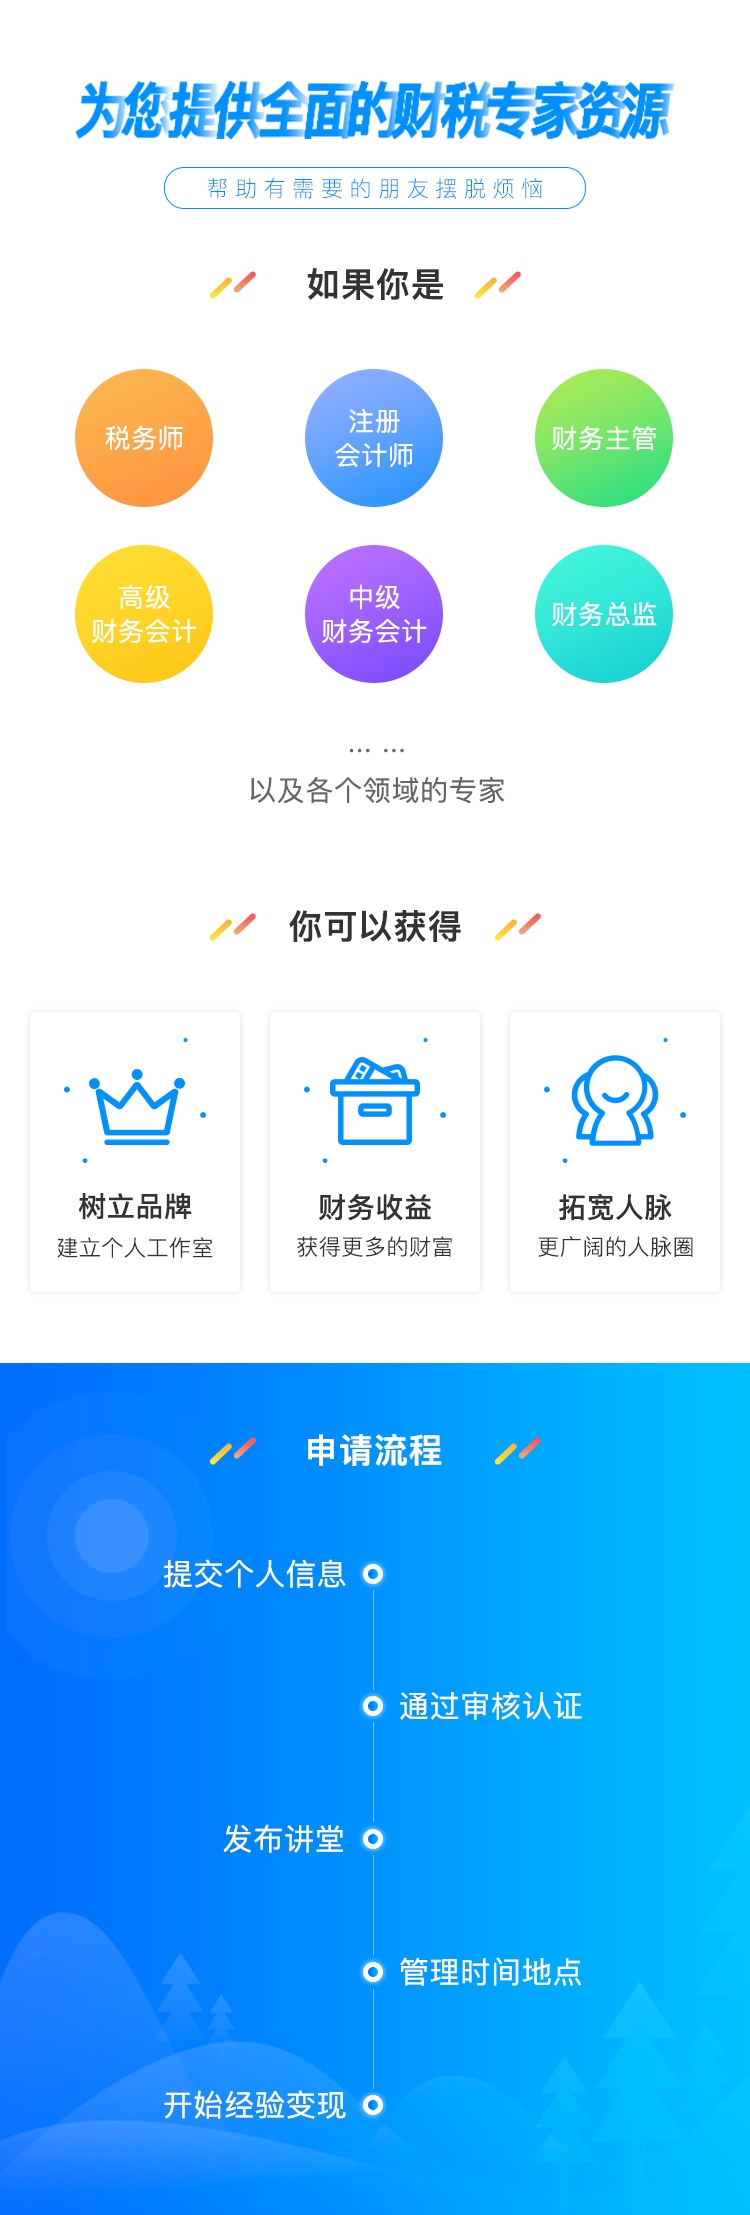 为您提供全面的财税专家资源
帮助有需要的朋友摆脱烦恼
如果你是
税务师
注册
会计师
财务主管
高级
财务会计
中级
财务会计
财务总监
... ...
以及各个领域的专家
你可以获得
树立品牌
建立个人工作室
财务收益
获得更多的财富
拓宽人脉
更广阔的人脉圈
申请流程
提交个人信息
通过审核认证
发布讲堂
管理时间地点
开始经验变现